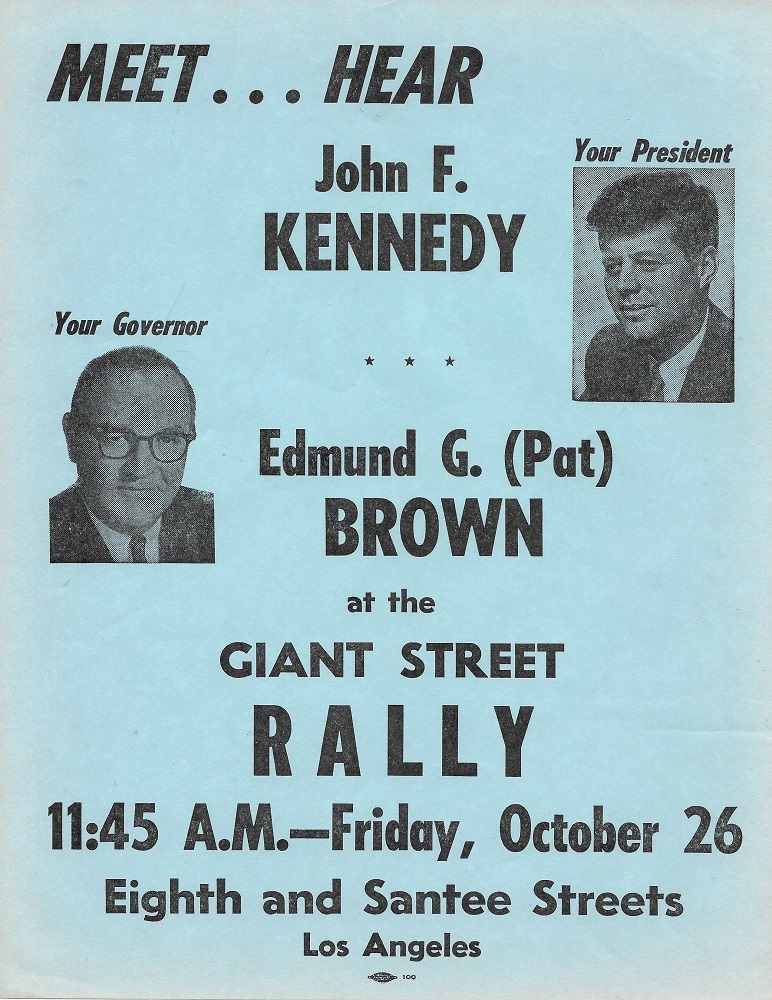 MEET... HEAR
John F.
KENNEDY
Your President
Your Governor
* * *
Edmund G. (Pat)
BROWN
at the
GIANT STREET
RALLY
11:45 A.M.—Friday, October 26
Eighth and Santee Streets
Los Angeles
100